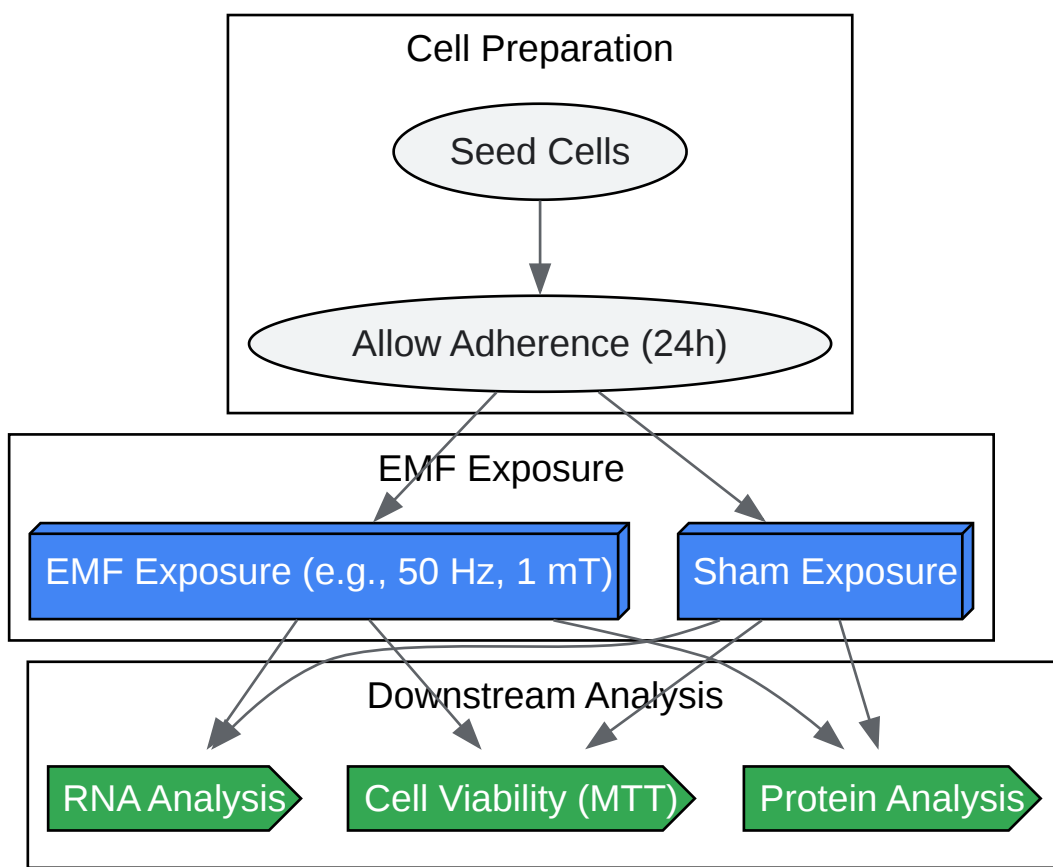 Cell Preparation
Seed Cells
Allow Adherence (24h)
EMF Exposure
EMF Exposure (e.g., 50 Hz, 1 mT)
Sham Exposure
Downstream Analysis
RNA Analysis
Cell Viability (MTT)
Protein Analysis